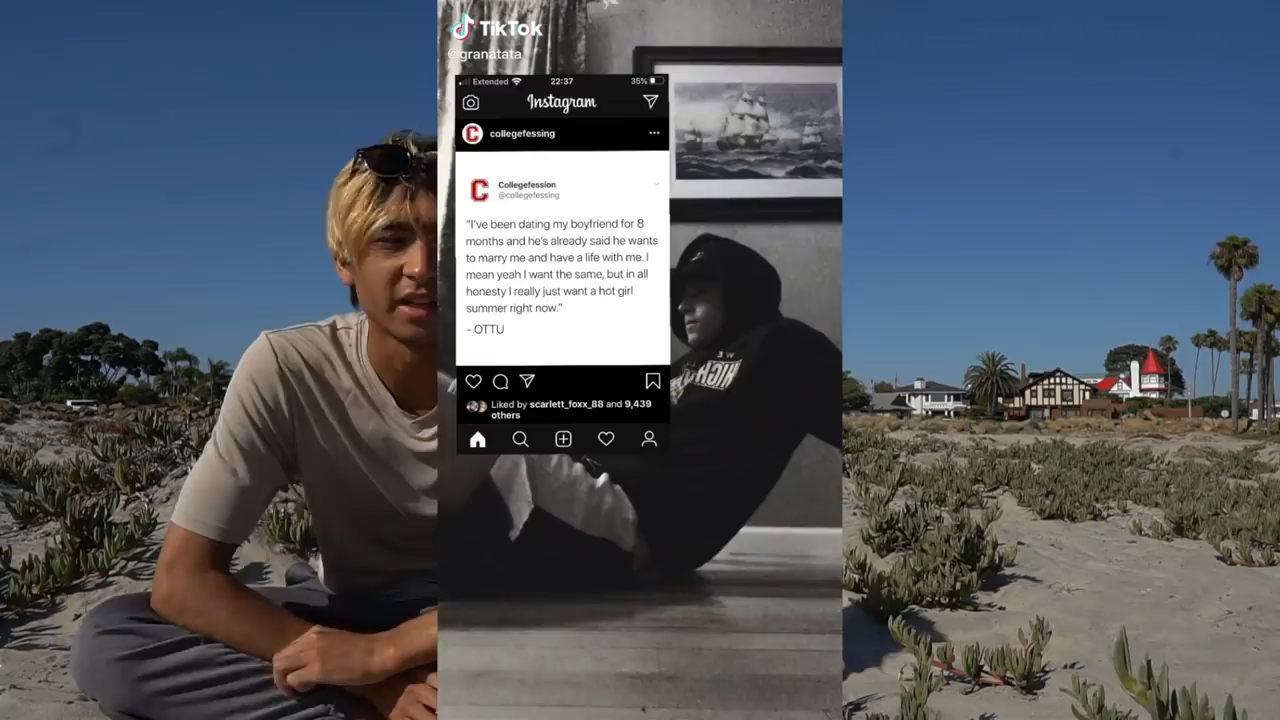 TikTok
@granatata
Extended
22:37
35%
Instagram
C collegefessing
C Collegefession
@collegefessing
“I've been dating my boyfriend for 8
months and he's already said he wants
to marry me and have a life with me. I
mean yeah I want the same, but in all
honesty I really just want a hot girl
summer right now.”
- OTTU
Liked by scarlett_foxx_88 and 9,439
others